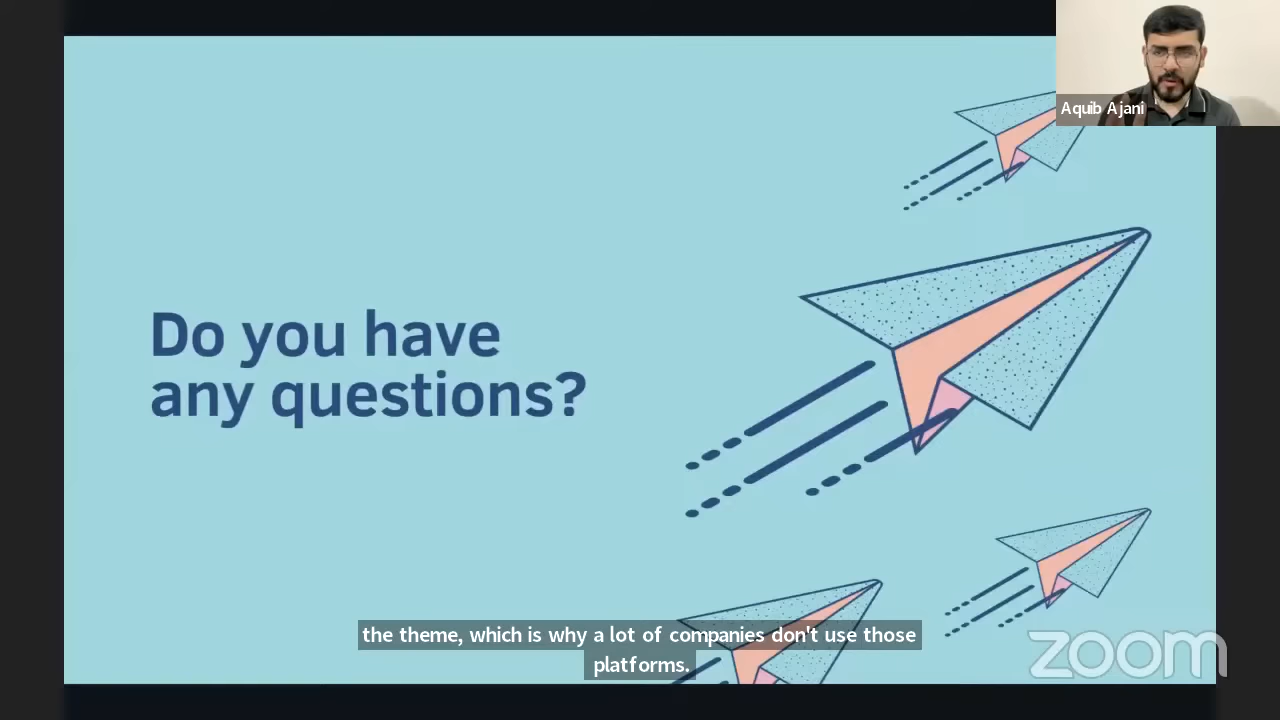 Aquib Ajani
Do you have
any questions?
the theme, which is why a lot of companies don't use those
platforms.
zoom